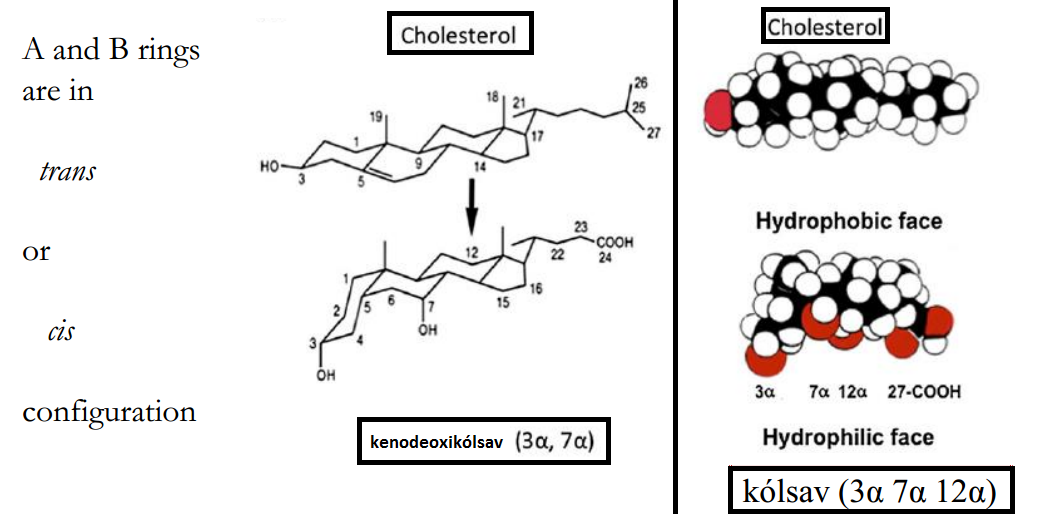 A and B rings
are in
trans
or
cis
configuration
Cholesterol
18
21
26
25
27
19
17
1
9
14
HO
3
5
23
COOH
24
22
12
1
16
15
6
5
2
7
OH
3
4
OH
kenodeoxikólsav (3α, 7α)
Cholesterol
Hydrophobic face
3α 7α 12α 27-COOH
Hydrophilic face
kólsav (3α 7α 12α)